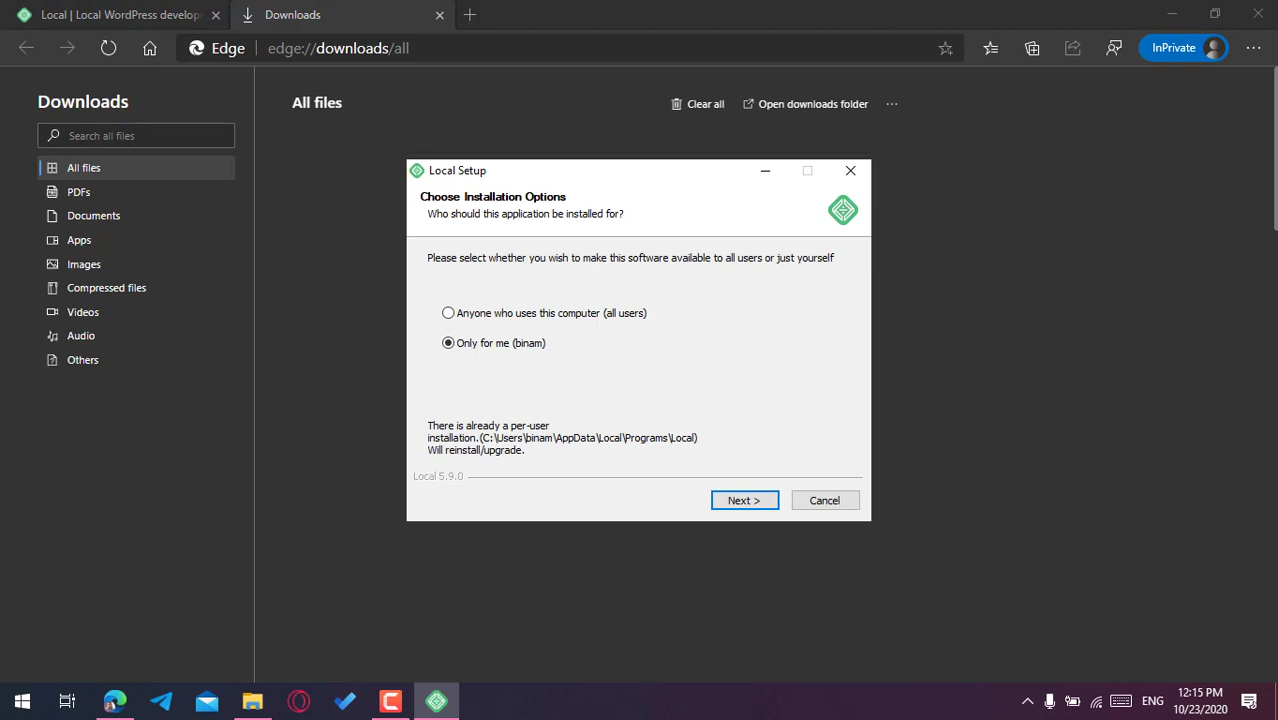 Local | Local WordPress develop
Downloads
Edge
edge://downloads/all
InPrivate
Downloads
Search all files
All files
PDFs
Documents
Apps
Images
Compressed files
Videos
Audio
Others
All files
Clear all
Open downloads folder
Local Setup
Choose Installation Options
Who should this application be installed for?
Please select whether you wish to make this software available to all users or just yourself
Anyone who uses this computer (all users)
Only for me (binam)
There is already a per-user
installation.(C:\Users\binam\AppData\Local\Programs\Local)
Will reinstall/upgrade.
Local 5.9.0
Next >
Cancel
ENG
12:15 PM
10/23/2020